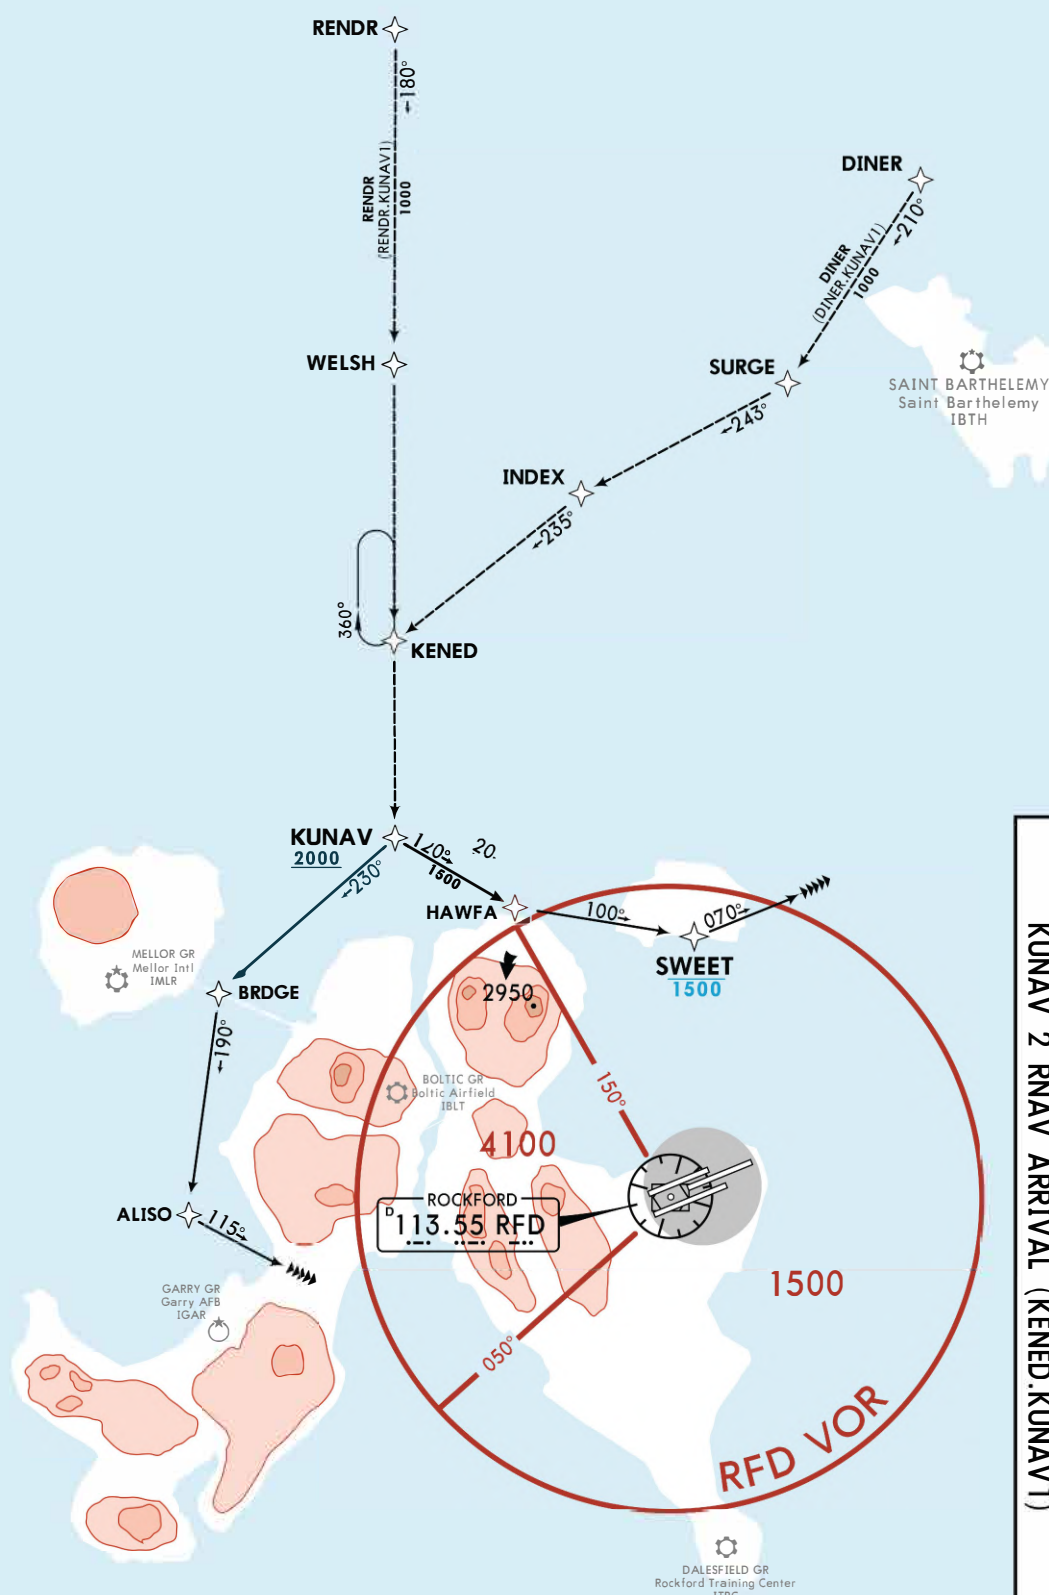 RENDR
←180°
RENDR
(RENDR.KUNAV1)
1000
DINER
←210°
DINER
(DINER.KUNAV1)
1000
WELSH
SURGE
←243°
SAINT BARTHELEMY
Saint Barthelemy
IBTH
INDEX
←235°
360°
KENED
KUNAV
2000
120°→
1500
20.
←230°
HAWFA
100→
070→
SWEET
1500
MELLOR GR
Mellor Intl
IMLR
BRDGE
2950
←190°
BOLTIC GR
Boltic Airfield
IBLT
150°
4100
ALISO
115→
ROCKFORD
D
113.55 RFD
1500
GARRY GR
Garry AFB
IGAR
050°
RFD VOR
DALESFIELD GR
Rockford Training Center
KUNAV 2 RNAV ARRIVAL (KENED.KUNAV1)